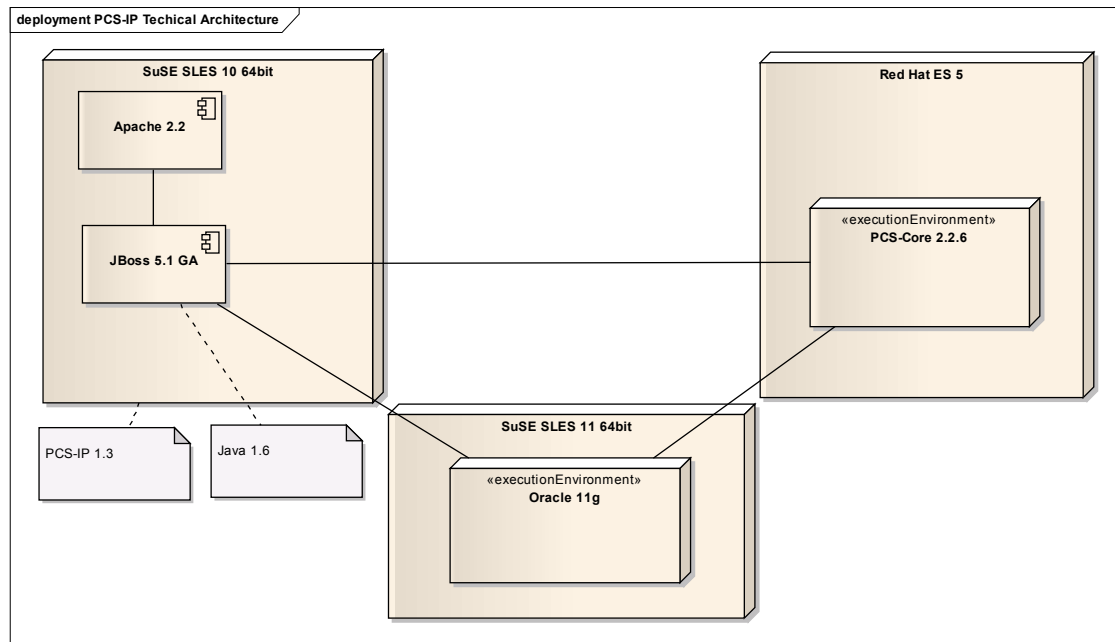 deployment PCS-IP Techical Architecture
SuSE SLES 10 64bit
Apache 2.2
JBoss 5.1 GA
Red Hat ES 5
«executionEnvironment»
PCS-Core 2.2.6
PCS-IP 1.3
Java 1.6
SuSE SLES 11 64bit
«executionEnvironment»
Oracle 11g